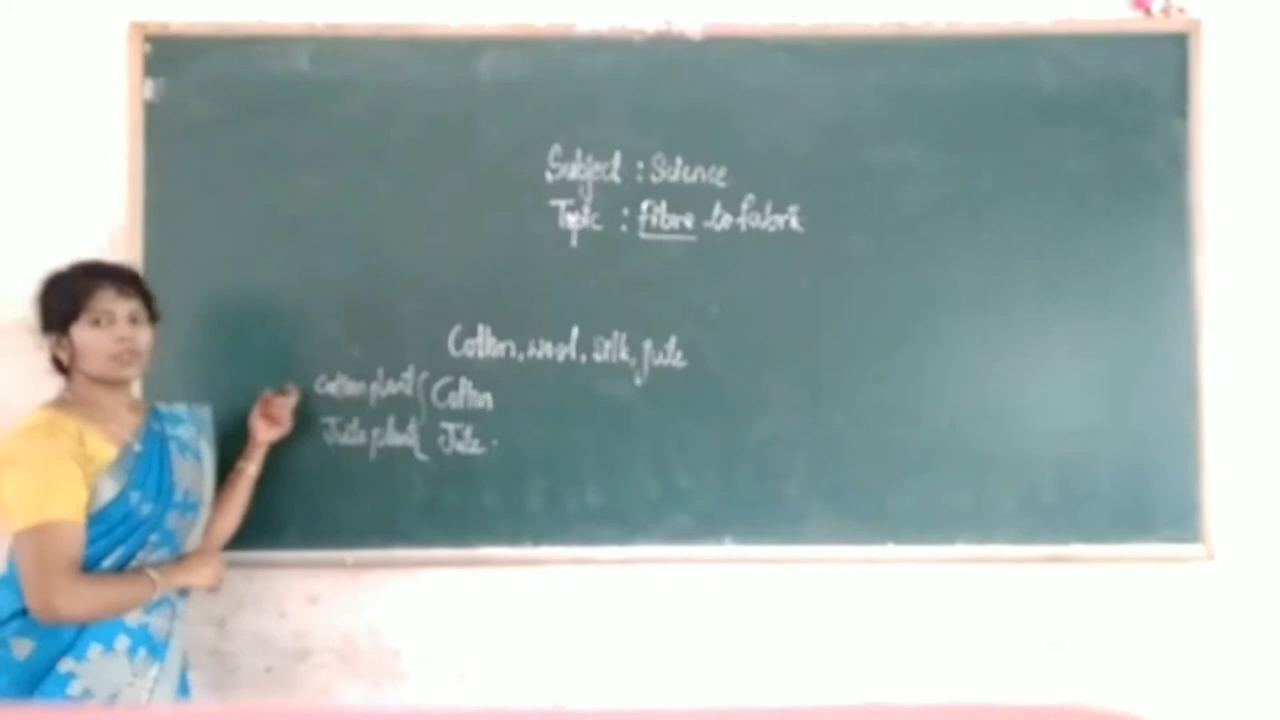 Subject : Science
Topic : Fibre to fabric
Cotton, wool, silk, jute
Cotton plant { Cotton
Jute plant { Jute.